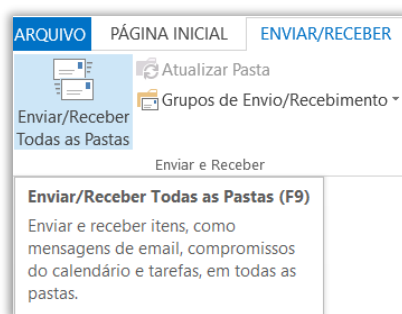 ARQUIVO PÁGINA INICIAL ENVIAR/RECEBER
Enviar/Receber
Todas as Pastas
Atualizar Pasta
Grupos de Envio/Recebimento
Enviar e Receber
Enviar/Receber Todas as Pastas (F9)
Enviar e receber itens, como
mensagens de email, compromissos
do calendário e tarefas, em todas as
pastas.